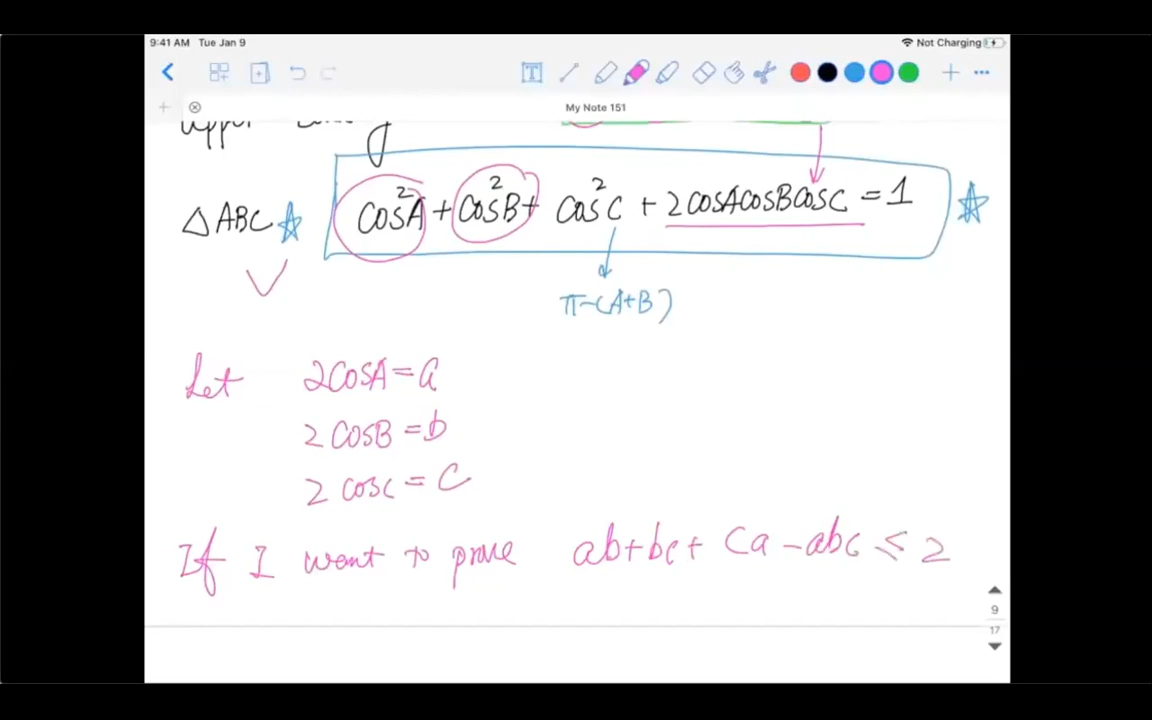 9:41 AM Tue Jan 9
Not Charging
My Note 151
upper
△ABC cos²A + cos²B + cos²C + 2cosAcosBcosC = 1
π-(A+B)
Let 2cosA = a
2cosB = b
2cosc = c
If I want to prove ab+bc+ca-abc ≤ 2
9
17